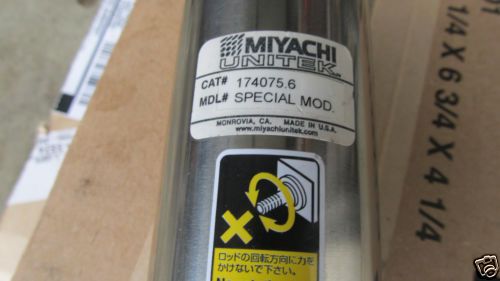 MIYACHI
UNITEK
CAT# 174075.6
MDL# SPECIAL MOD.
MONROVIA, CA. MADE IN U.S.A.
www.miyachiunitek.com
ロッドの回転方向に力を
かけないで下さい。
1/4 X 6 3/4 X 4 1/4